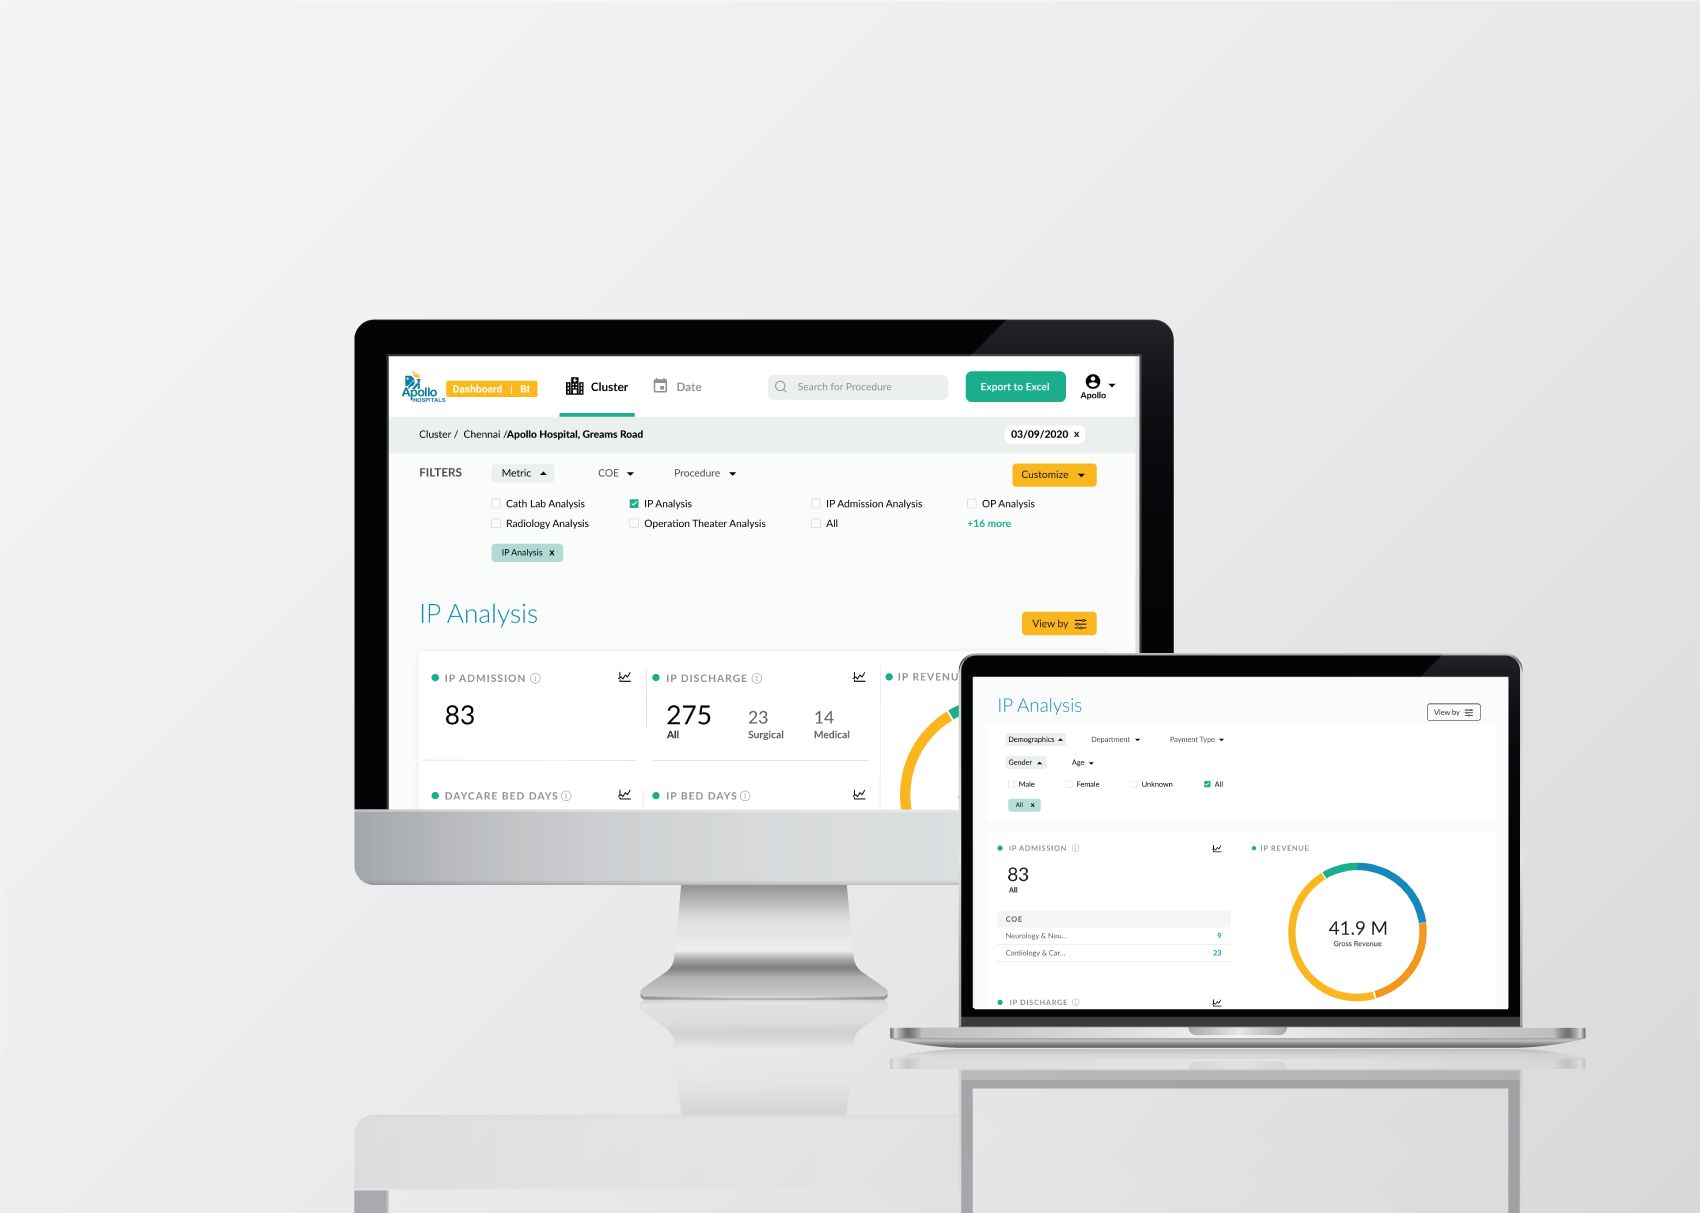 Apollo
HOSPITALS
Dashboard | BI
Cluster
Date
Search for Procedure
Export to Excel
Apollo
Cluster / Chennai /Apollo Hospital, Greams Road
03/09/2020 x
FILTERS
Metric
COE
Procedure
Customize
Cath Lab Analysis
IP Analysis
IP Admission Analysis
OP Analysis
Radiology Analysis
Operation Theater Analysis
All
+16 more
IP Analysis x
IP Analysis
View by
IP ADMISSION
83
IP DISCHARGE
275
All
23
Surgical
14
Medical
IP REVENU
DAYCARE BED DAYS
IP BED DAYS
IP Analysis
View by
Demographics
Department
Payment Type
Gender
Age
Male
Female
Unknown
All
All x
IP ADMISSION
83
All
COE
Neurology & Neu... 9
Cardiology & Car... 23
IP DISCHARGE
IP REVENUE
41.9 M
Gross Revenue